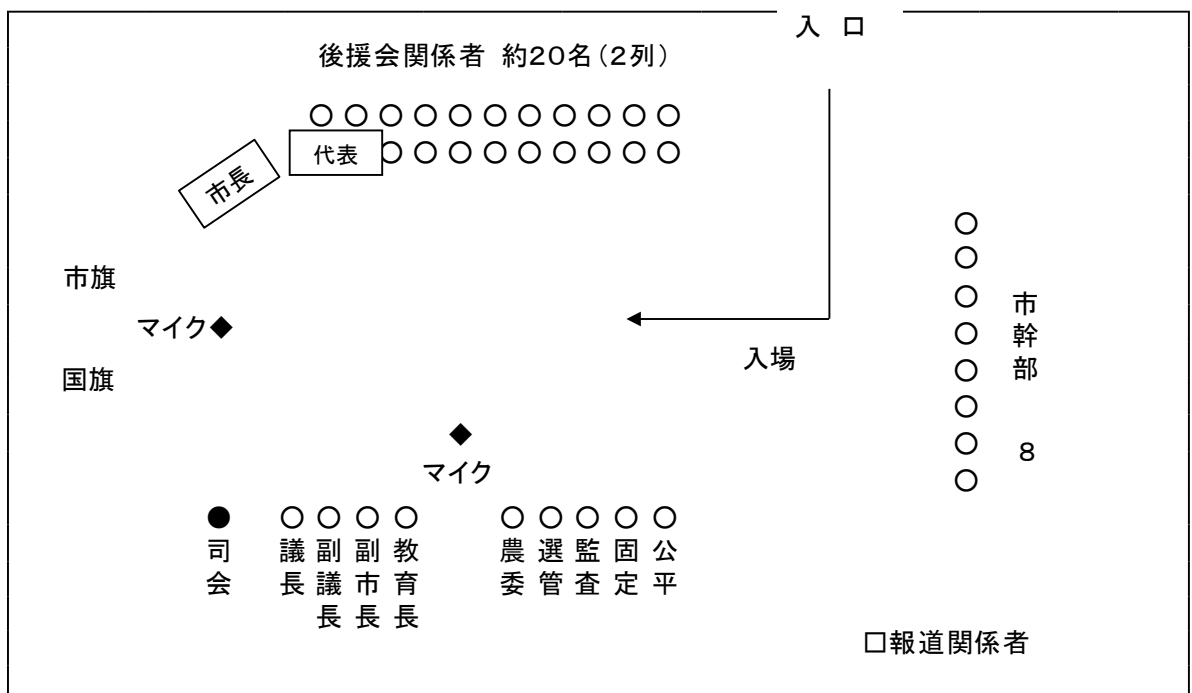 入 口
後援会関係者 約20名(2列)
代表
市長
市旗
マイク◆
国旗
入場
市幹部 8
◆
マイク
司会
議長
副議長
副市長
教育長
農委
選管
監査
固定
公平
□報道関係者